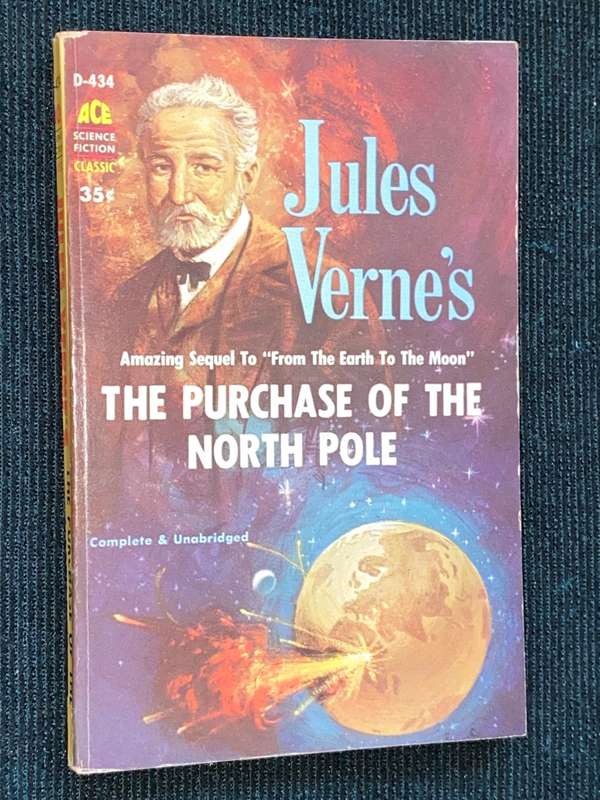 D-434
ACE
SCIENCE
FICTION
CLASSIC
35¢
Jules
Verne's
Amazing Sequel To "From The Earth To The Moon"
THE PURCHASE OF THE
NORTH POLE
Complete & Unabridged